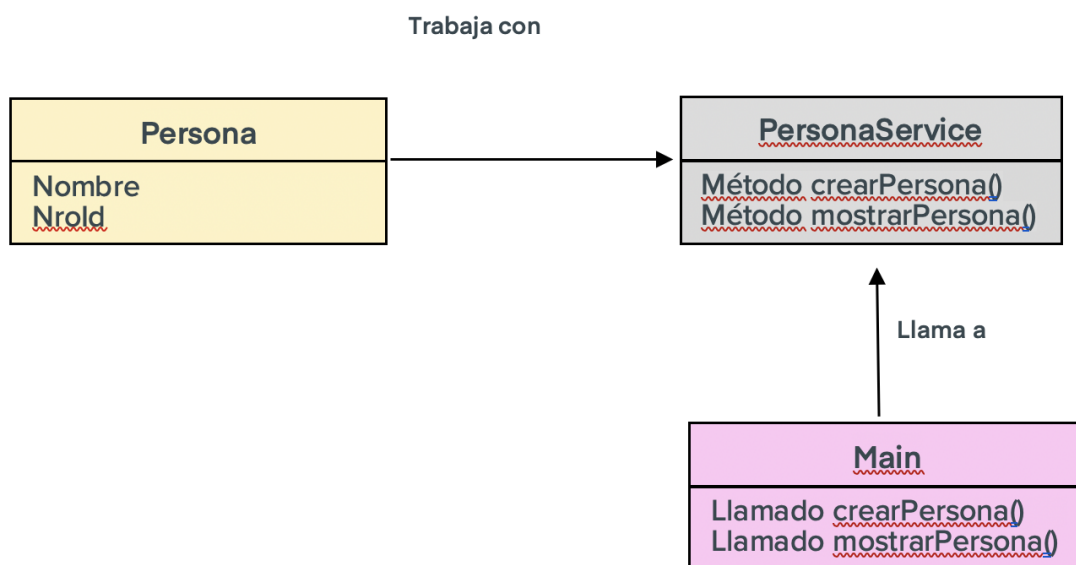 Trabaja con
Persona
Nombre
NroId
PersonaService
Método crearPersona()
Método mostrarPersona()
Llama a
Main
Llamado crearPersona()
Llamado mostrarPersona()